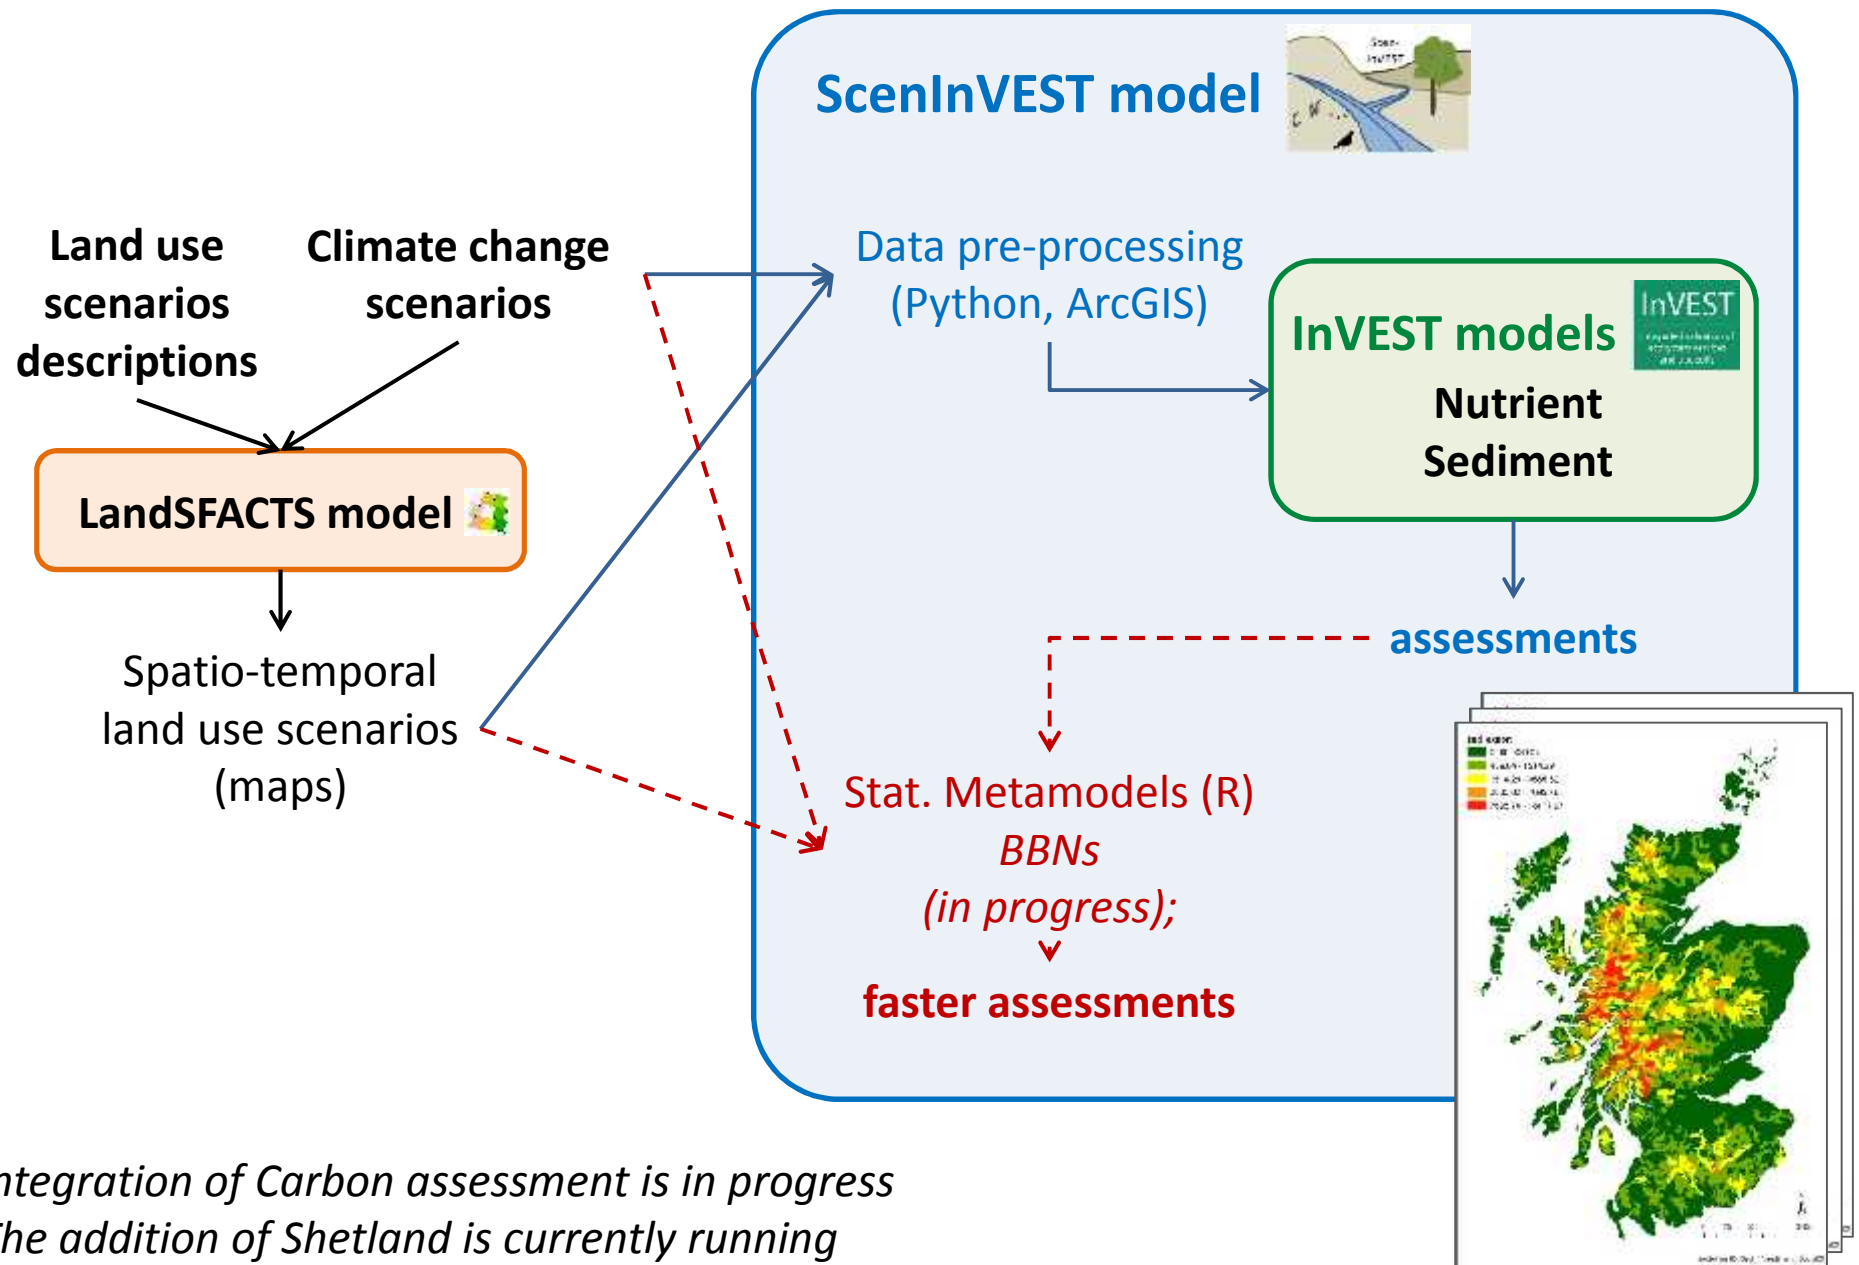 ScenInVEST model
Scen-
InVEST
Land use
scenarios
descriptions
Climate change
scenarios
Data pre-processing
(Python, ArcGIS)
InVEST models
InVEST
Nutrient
Sediment
LandSFACTS model
assessments
Spatio-temporal
land use scenarios
(maps)
Stat. Metamodels (R)
BBNs
(in progress);
faster assessments
ntegration of Carbon assessment is in progress
he addition of Shetland is currently running